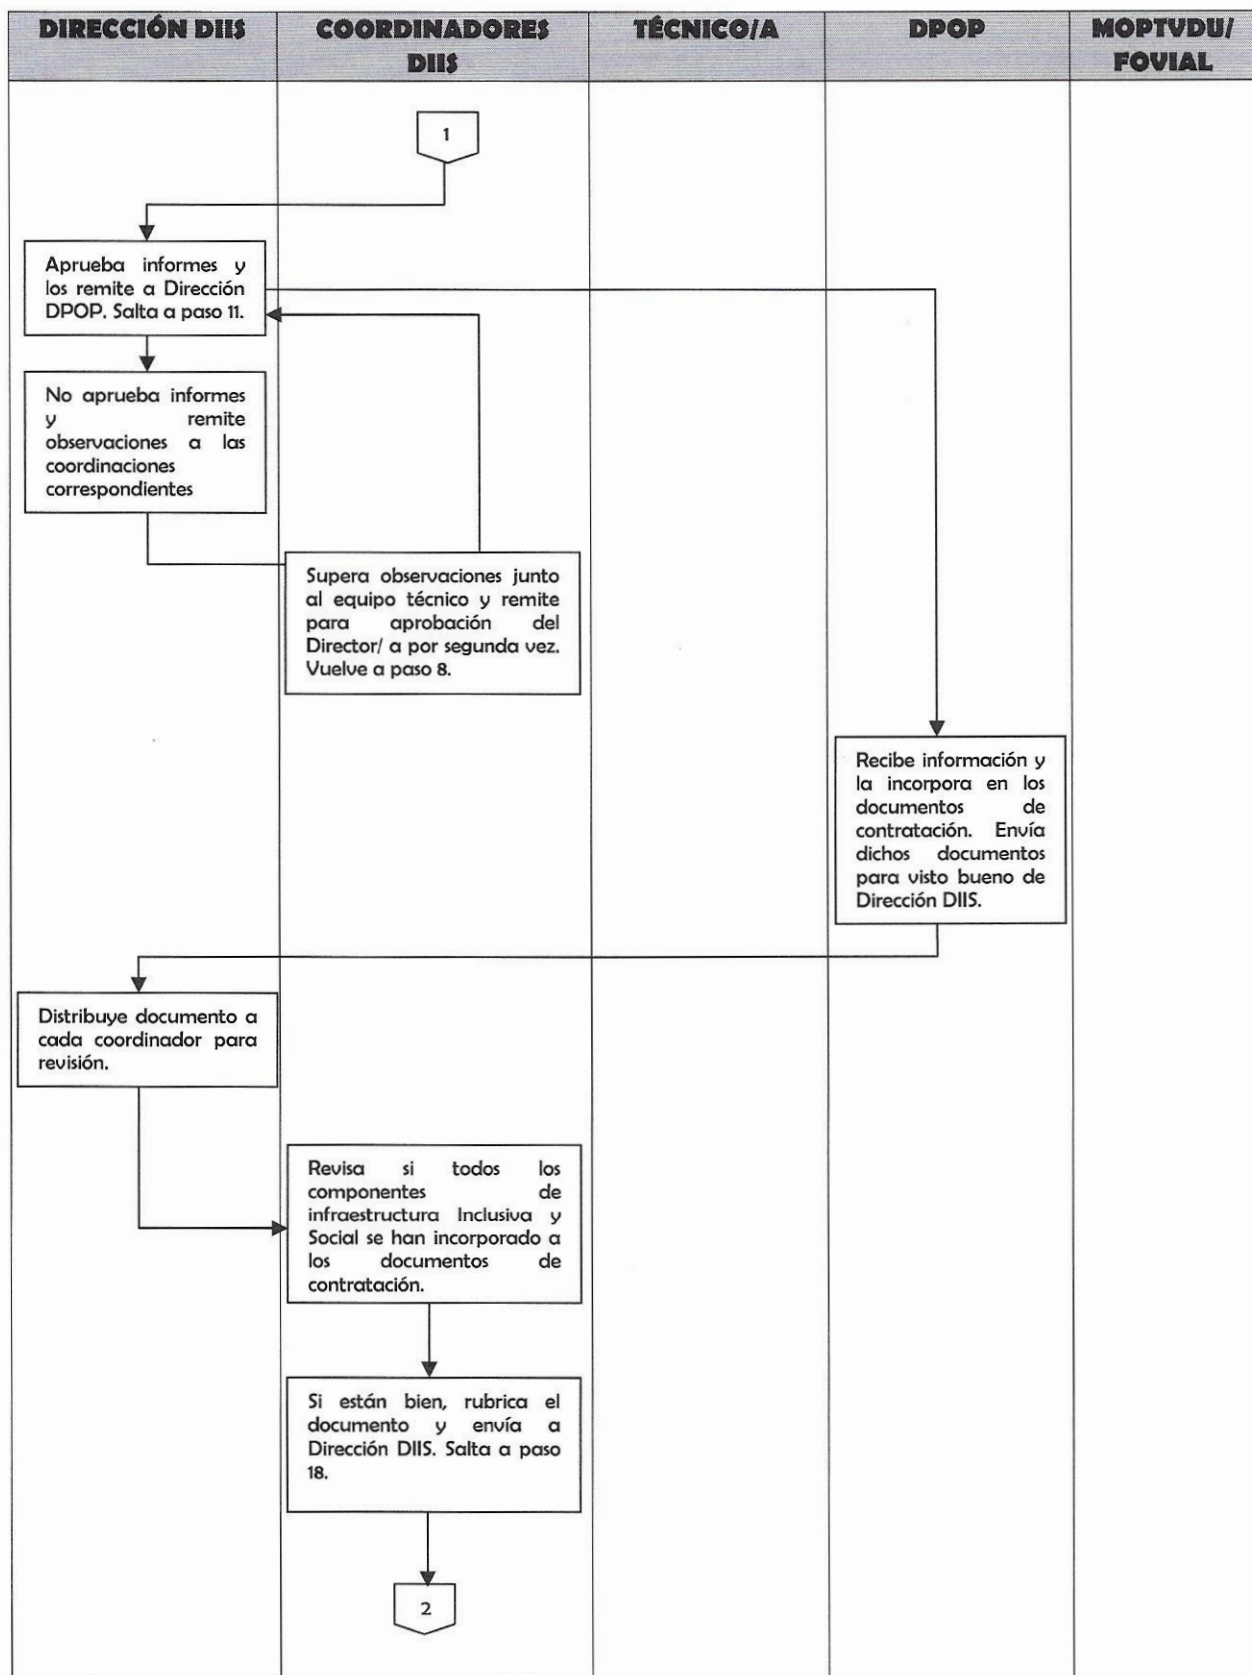 DIRECCIÓN DIIS
COORDINADORES
DIIS
TÉCNICO/A
DPOP
MOPTVDU/
FOVIAL
1
Aprueba informes y
los remite a Dirección
DPOP. Salta a paso 11.
No aprueba informes
y remite
observaciones a las
coordinaciones
correspondientes
Supera observaciones junto
al equipo técnico y remite
para aprobación del
Director/ a por segunda vez.
Vuelve a paso 8.
Recibe información y
la incorpora en los
documentos de
contratación. Envía
dichos documentos
para visto bueno de
Dirección DIIS.
Distribuye documento a
cada coordinador para
revisión.
Revisa si todos los
componentes de
infraestructura Inclusiva y
Social se han incorporado a
los documentos de
contratación.
Si están bien, rubrica el
documento y envía a
Dirección DIIS. Salta a paso
18.
2